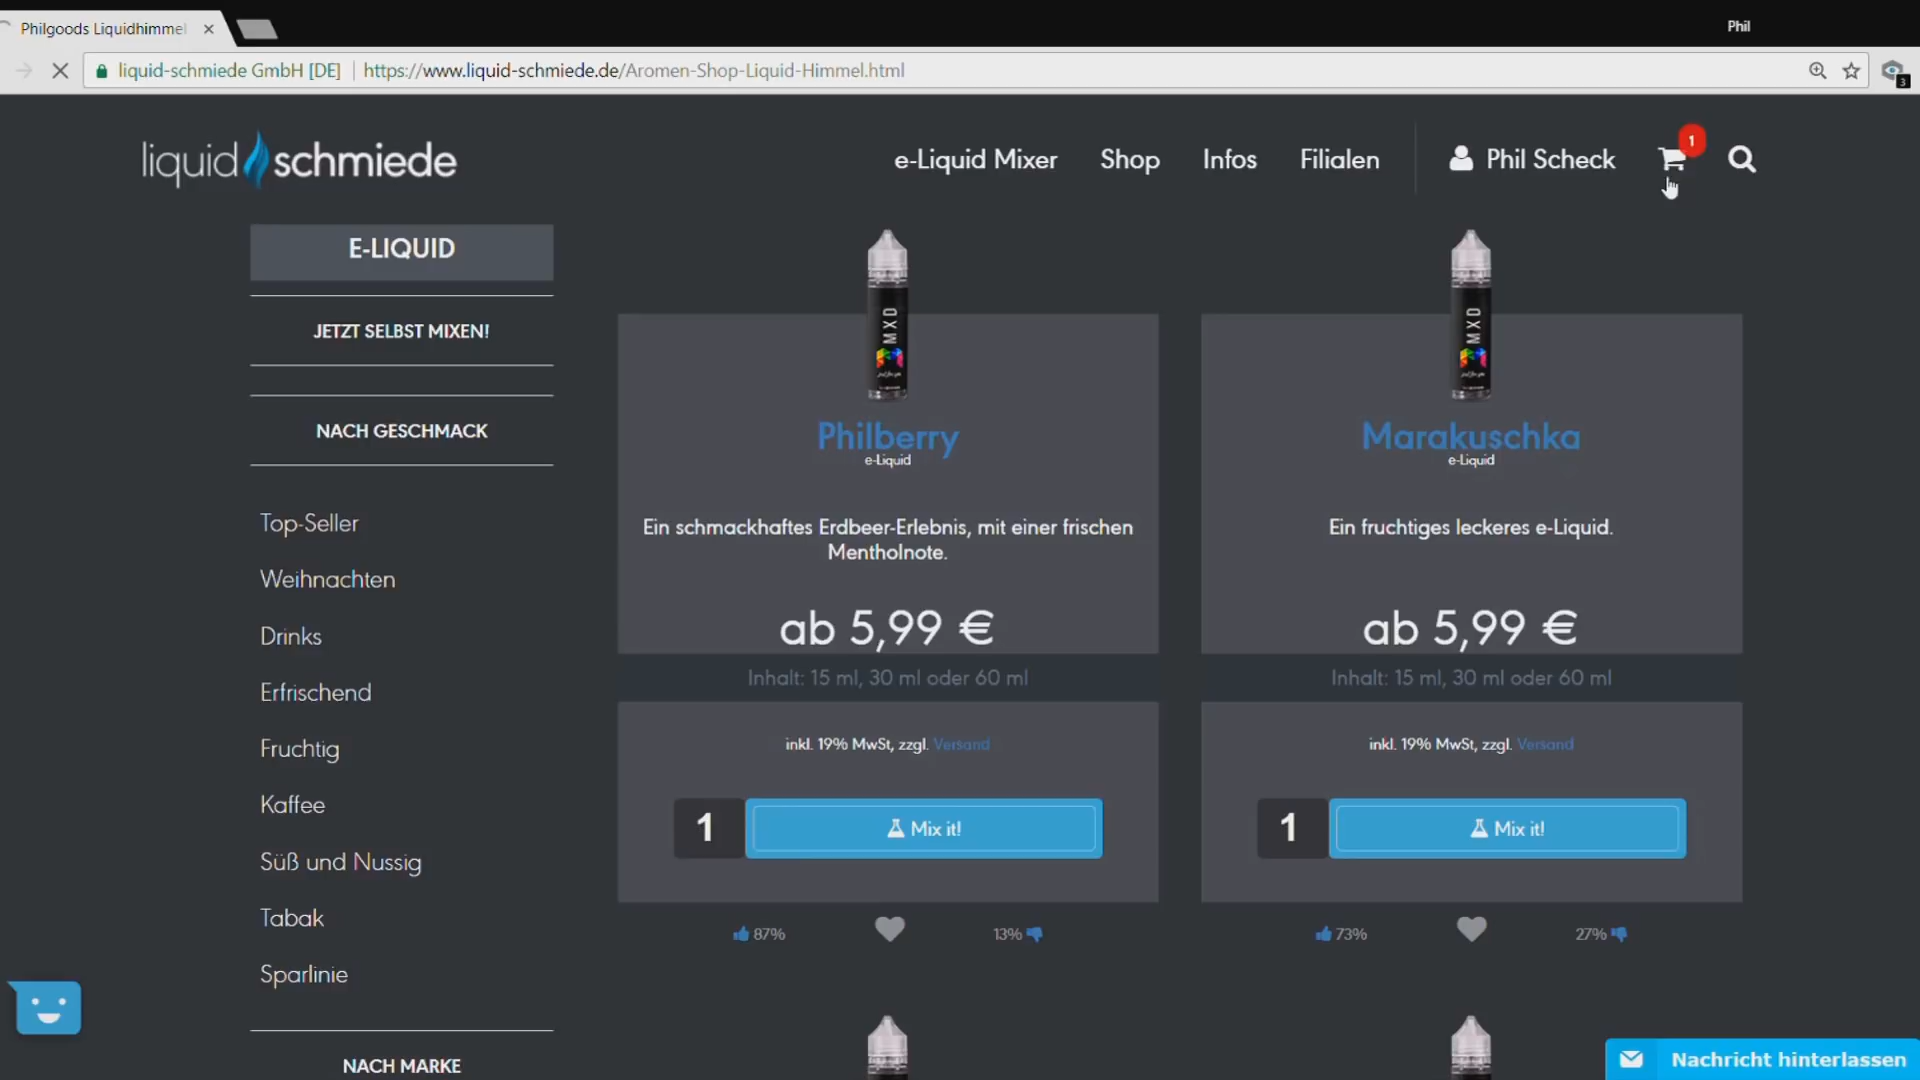 Philgoods Liquidhimmel
Phil
liquid-schmiede GmbH [DE] https://www.liquid-schmiede.de/Aromen-Shop-Liquid-Himmel.html
3
liquid schmiede
e-Liquid Mixer Shop Infos Filialen Phil Scheck 1
E-LIQUID
JETZT SELBST MIXEN!
NACH GESCHMACK
Top-Seller
Weihnachten
Drinks
Erfrischend
Fruchtig
Kaffee
Süß und Nussig
Tabak
Sparlinie
NACH MARKE
MXD
Philberry
e-Liquid
Ein schmackhaftes Erdbeer-Erlebnis, mit einer frischen
Mentholnote.
ab 5,99 €
Inhalt: 15 ml, 30 ml oder 60 ml
inkl. 19% MwSt, zzgl. Versand
1 Mix it!
87% 13%
MXD
Marakuschka
e-Liquid
Ein fruchtiges leckeres e-Liquid.
ab 5,99 €
Inhalt: 15 ml, 30 ml oder 60 ml
inkl. 19% MwSt, zzgl. Versand
1 Mix it!
73% 27%
Nachricht hinterlassen